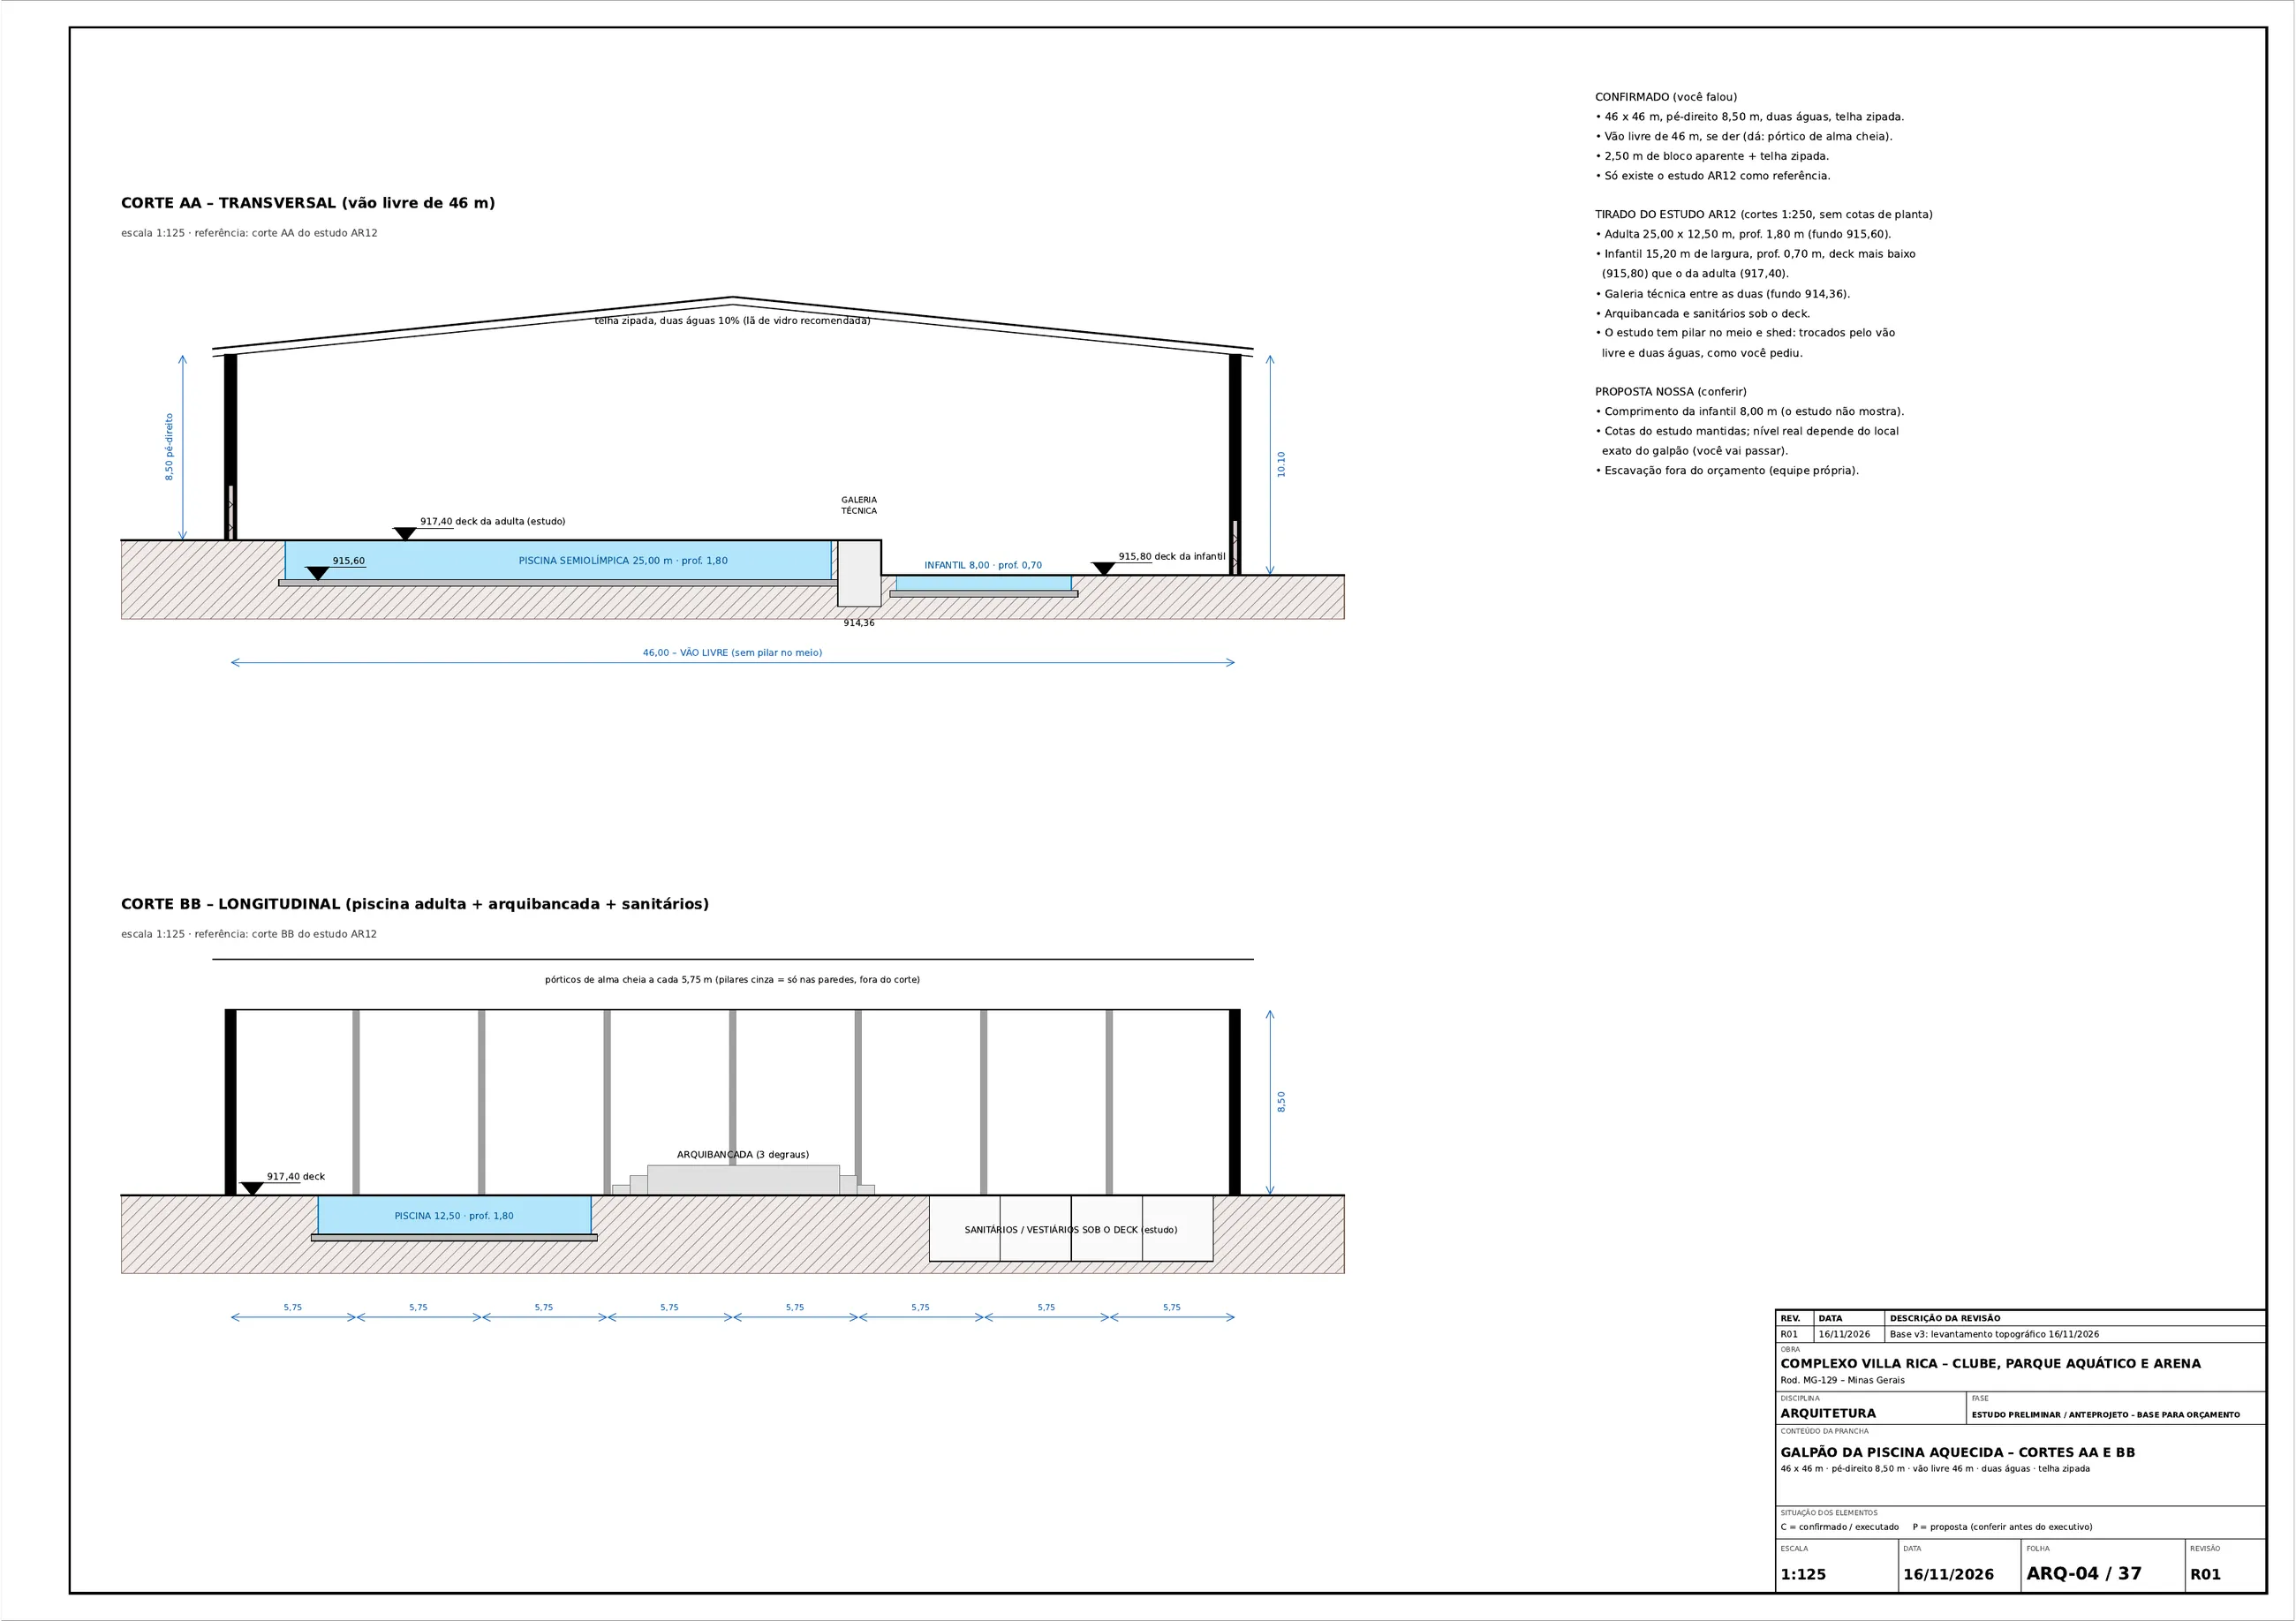 CORTE AA – TRANSVERSAL (vão livre de 46 m)
escala 1:125 · referência: corte AA do estudo AR12
telha zipada, duas águas 10% (lã de vidro recomendada)
8,50 pé-direito
10.10
GALERIA
TÉCNICA
917,40 deck da adulta (estudo)
915,60
PISCINA SEMIOLÍMPICA 25,00 m · prof. 1,80
INFANTIL 8,00 · prof. 0,70
915,80 deck da infantil
914,36
46,00 – VÃO LIVRE (sem pilar no meio)
CONFIRMADO (você falou)
• 46 x 46 m, pé-direito 8,50 m, duas águas, telha zipada.
• Vão livre de 46 m, se der (dá: pórtico de alma cheia).
• 2,50 m de bloco aparente + telha zipada.
• Só existe o estudo AR12 como referência.
TIRADO DO ESTUDO AR12 (cortes 1:250, sem cotas de planta)
• Adulta 25,00 x 12,50 m, prof. 1,80 m (fundo 915,60).
• Infantil 15,20 m de largura, prof. 0,70 m, deck mais baixo
(915,80) que o da adulta (917,40).
• Galeria técnica entre as duas (fundo 914,36).
• Arquibancada e sanitários sob o deck.
• O estudo tem pilar no meio e shed: trocados pelo vão
livre e duas águas, como você pediu.
PROPOSTA NOSSA (conferir)
• Comprimento da infantil 8,00 m (o estudo não mostra).
• Cotas do estudo mantidas; nível real depende do local
exato do galpão (você vai passar).
• Escavação fora do orçamento (equipe própria).
CORTE BB – LONGITUDINAL (piscina adulta + arquibancada + sanitários)
escala 1:125 · referência: corte BB do estudo AR12
pórticos de alma cheia a cada 5,75 m (pilares cinza = só nas paredes, fora do corte)
8,50
ARQUIBANCADA (3 degraus)
917,40 deck
PISCINA 12,50 · prof. 1,80
SANITÁRIOS / VESTIÁRIOS SOB O DECK (estudo)
5,75 5,75 5,75 5,75 5,75 5,75 5,75 5,75
REV. DATA DESCRIÇÃO DA REVISÃO
R01 16/11/2026 Base v3: levantamento topográfico 16/11/2026
OBRA
COMPLEXO VILLA RICA – CLUBE, PARQUE AQUÁTICO E ARENA
Rod. MG-129 – Minas Gerais
DISCIPLINA FASE
ARQUITETURA ESTUDO PRELIMINAR / ANTEPROJETO – BASE PARA ORÇAMENTO
CONTEÚDO DA PRANCHA
GALPÃO DA PISCINA AQUECIDA – CORTES AA E BB
46 x 46 m · pé-direito 8,50 m · vão livre 46 m · duas águas · telha zipada
SITUAÇÃO DOS ELEMENTOS
C = confirmado / executado P = proposta (conferir antes do executivo)
ESCALA DATA FOLHA REVISÃO
1:125 16/11/2026 ARQ-04 / 37 R01